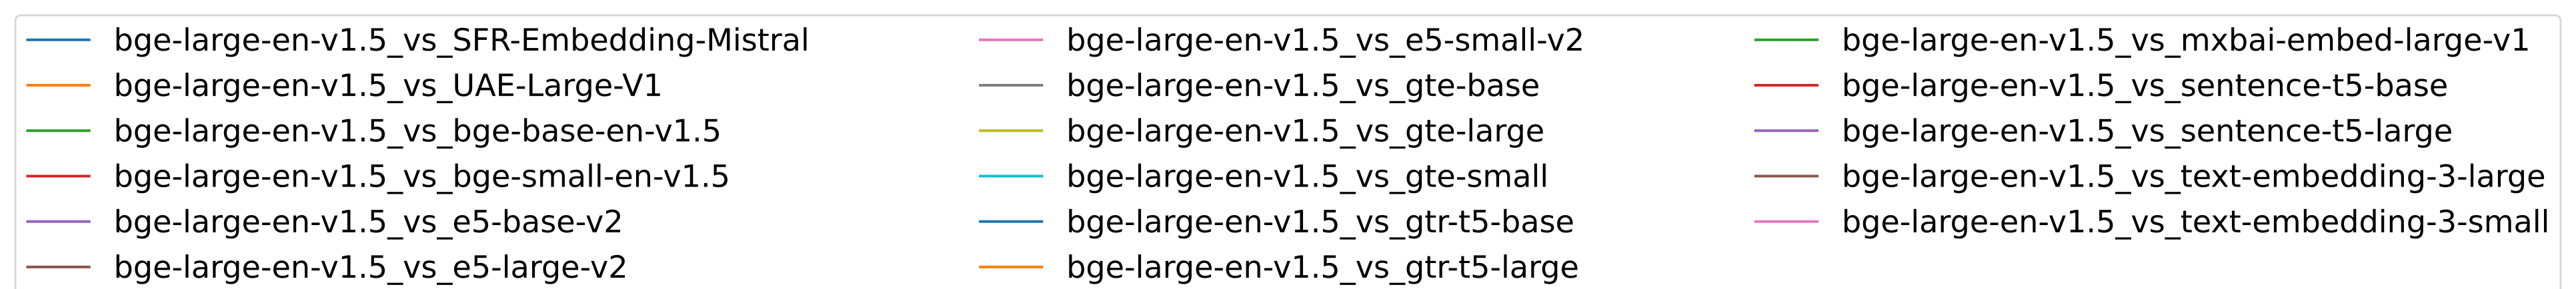 bge-large-en-v1.5_vs_SFR-Embedding-Mistral
bge-large-en-v1.5_vs_UAE-Large-V1
bge-large-en-v1.5_vs_bge-base-en-v1.5
bge-large-en-v1.5_vs_bge-small-en-v1.5
bge-large-en-v1.5_vs_e5-base-v2
bge-large-en-v1.5_vs_e5-large-v2
bge-large-en-v1.5_vs_e5-small-v2
bge-large-en-v1.5_vs_gte-base
bge-large-en-v1.5_vs_gte-large
bge-large-en-v1.5_vs_gte-small
bge-large-en-v1.5_vs_gtr-t5-base
bge-large-en-v1.5_vs_gtr-t5-large
bge-large-en-v1.5_vs_mxbai-embed-large-v1
bge-large-en-v1.5_vs_sentence-t5-base
bge-large-en-v1.5_vs_sentence-t5-large
bge-large-en-v1.5_vs_text-embedding-3-large
bge-large-en-v1.5_vs_text-embedding-3-small